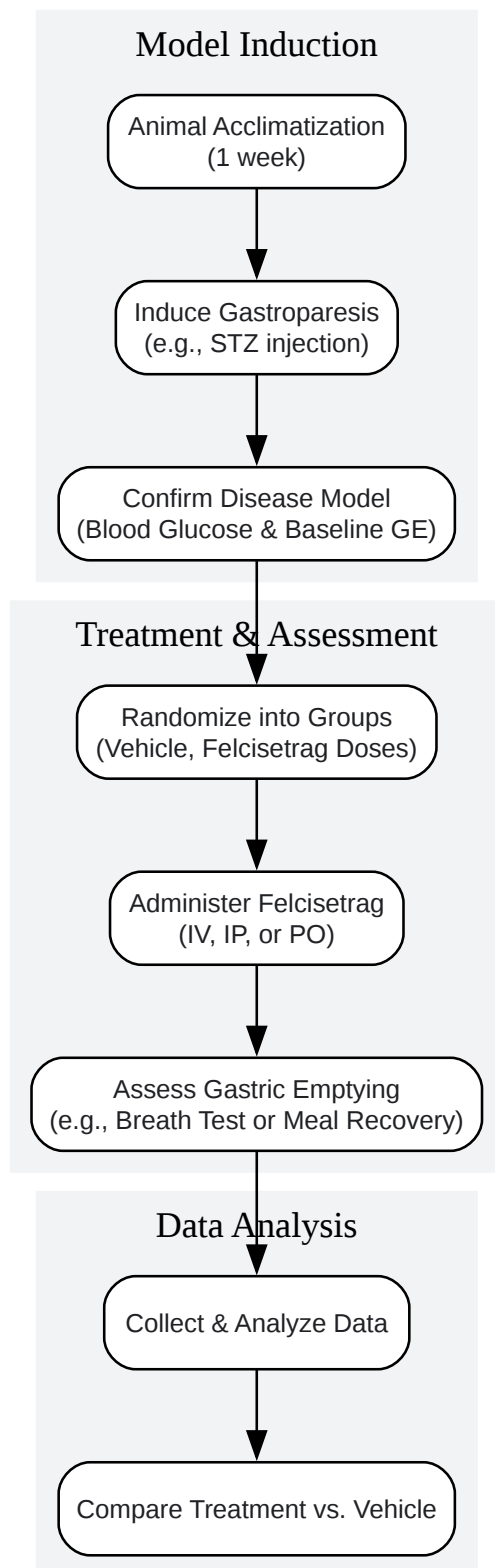 Model Induction
Animal Acclimatization
(1 week)
Induce Gastroparesis
(e.g., STZ injection)
Confirm Disease Model
(Blood Glucose & Baseline GE)
Treatment & Assessment
Randomize into Groups
(Vehicle, Felcisetrag Doses)
Administer Felcisetrag
(IV, IP, or PO)
Assess Gastric Emptying
(e.g., Breath Test or Meal Recovery)
Data Analysis
Collect & Analyze Data
Compare Treatment vs. Vehicle